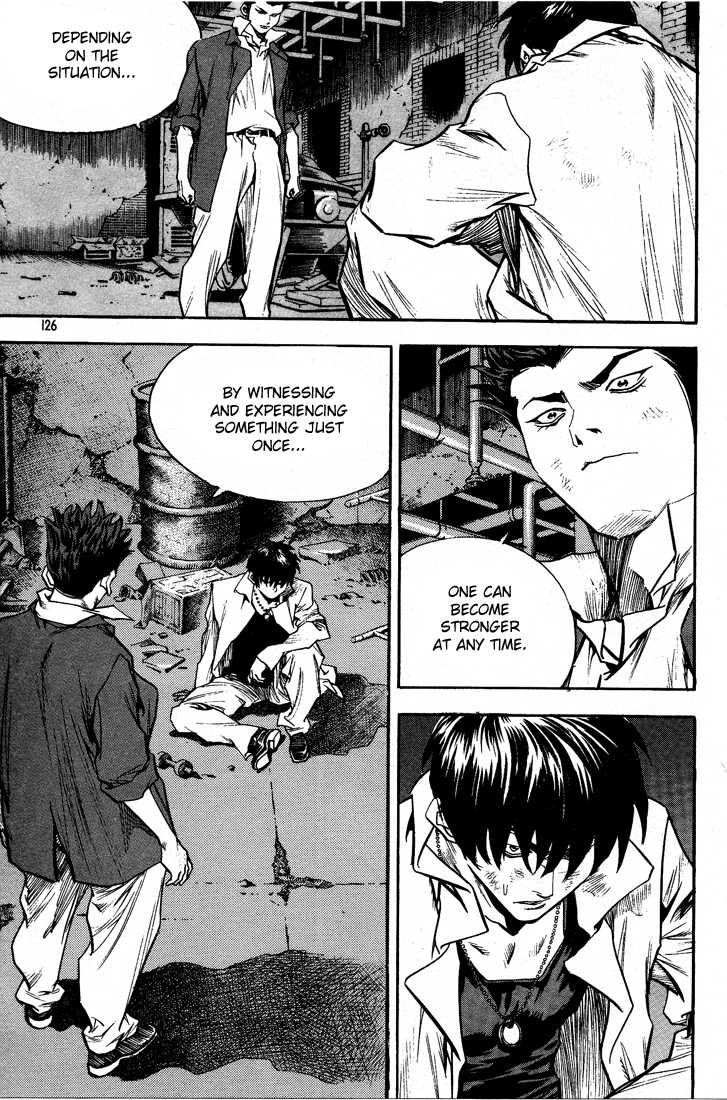 DEPENDING
ON THE
SITUATION...
126
BY WITNESSING
AND EXPERIENCING
SOMETHING JUST
ONCE...
ONE CAN
BECOME
STRONGER
AT ANY TIME.